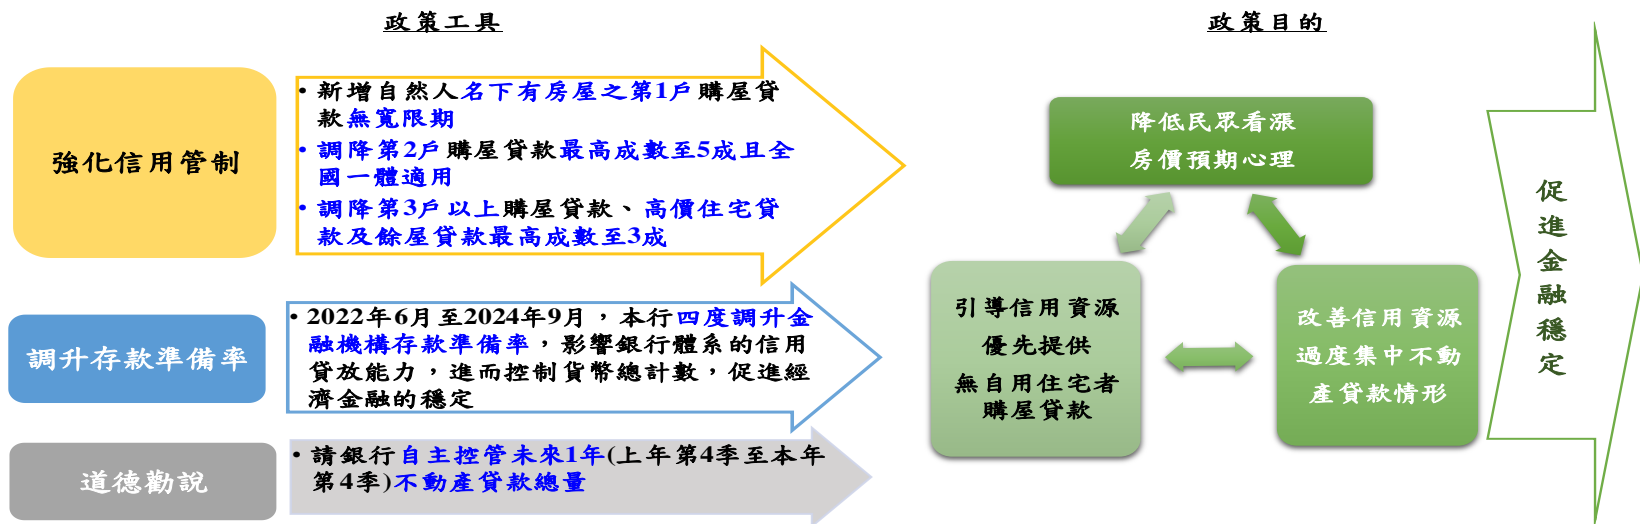 政策工具
政策目的
強化信用管制
• 新增自然人名下有房屋之第1戶購屋貸
款無寬限期
• 調降第2戶購屋貸款最高成數至5成且全
國一體適用
• 調降第3戶以上購屋貸款、高價住宅貸
款及餘屋貸款最高成數至3成
調升存款準備率
• 2022年6月至2024年9月，本行四度調升金
融機構存款準備率，影響銀行體系的信用
貸放能力，進而控制貨幣總計數，促進經
濟金融的穩定
道德勸說
• 請銀行自主控管未來1年(上年第4季至本年
第4季)不動產貸款總量
降低民眾看漲
房價預期心理
引導信用資源
優先提供
無自用住宅者
購屋貸款
改善信用資源
過度集中不動
產貸款情形
促進金融穩定